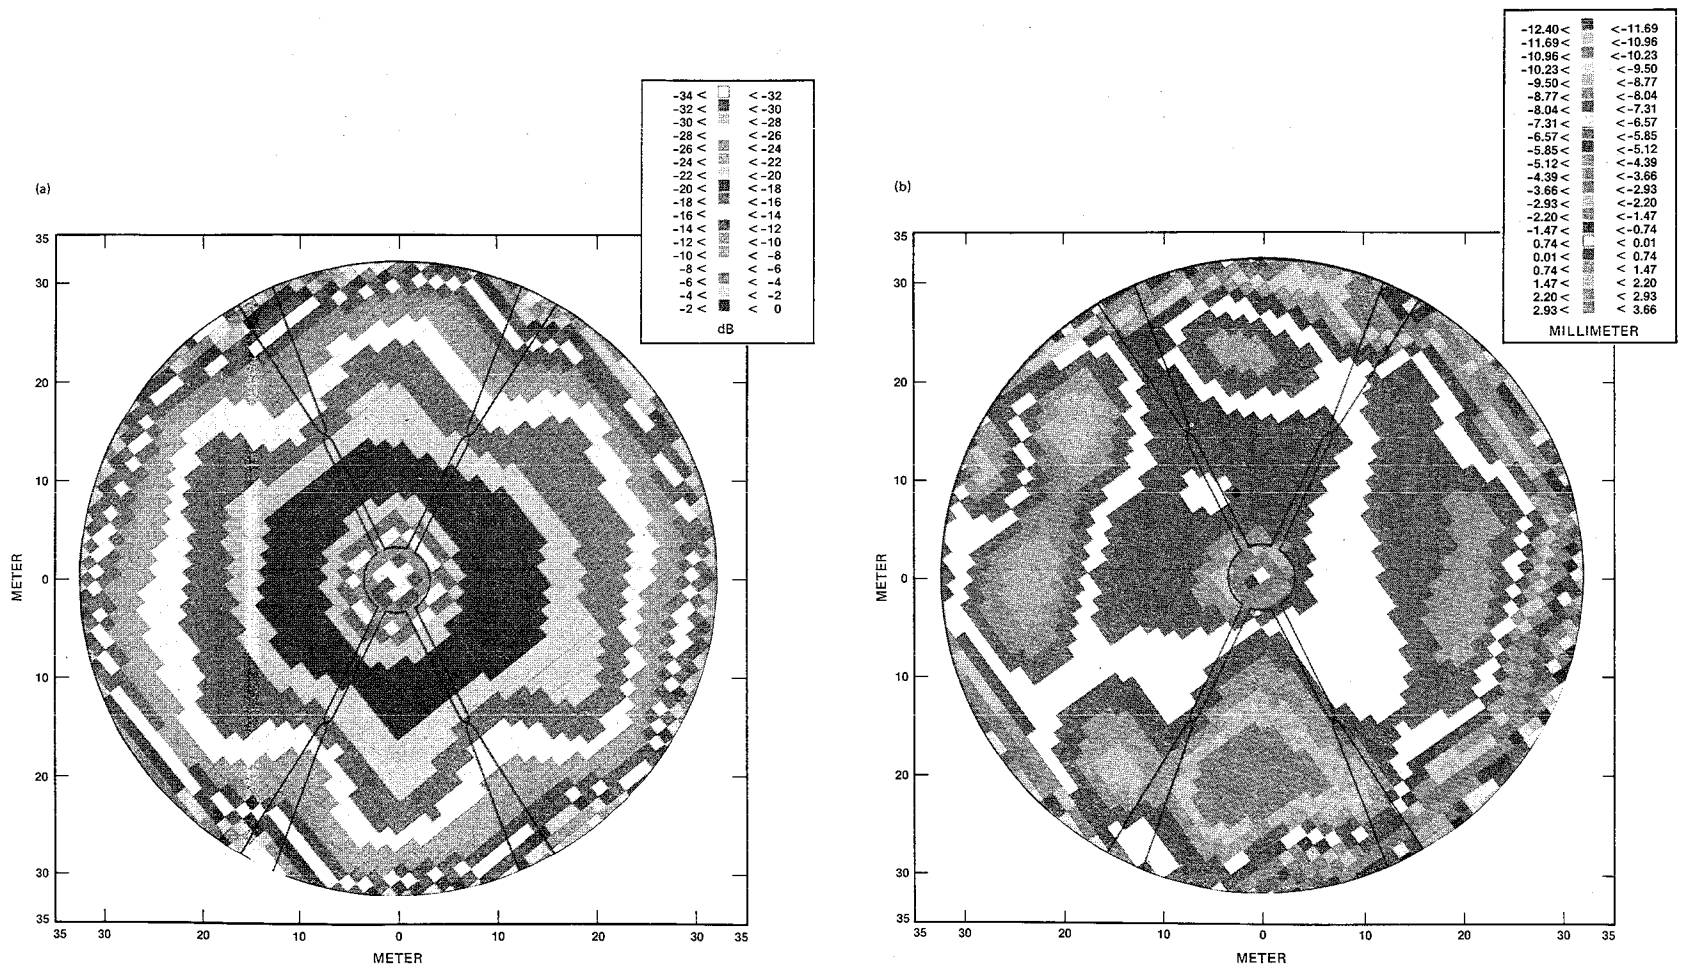 (a)
-34 < < -32
-32 < < -30
-30 < < -28
-28 < < -26
-26 < < -24
-24 < < -22
-22 < < -20
-20 < < -18
-18 < < -16
-16 < < -14
-14 < < -12
-12 < < -10
-10 < < -8
-8 < < -6
-6 < < -4
-4 < < -2
-2 < < 0
dB
35
30
20
10
0
10
20
30
35
METER
35 30 20 10 0 10 20 30 35
METER
(b)
-12.40 < <-11.69
-11.69 < <-10.96
-10.96 < <-10.23
-10.23 < <-9.50
-9.50 < <-8.77
-8.77 < <-8.04
-8.04 < <-7.31
-7.31 < <-6.57
-6.57 < <-5.85
-5.85 < <-5.12
-5.12 < <-4.39
-4.39 < <-3.66
-3.66 < <-2.93
-2.93 < <-2.20
-2.20 < <-1.47
-1.47 < <-0.74
0.74 < < 0.01
0.01 < < 0.74
0.74 < < 1.47
1.47 < < 2.20
2.20 < < 2.93
2.93 < < 3.66
MILLIMETER
35
30
20
10
0
10
20
30
35
METER
35 30 20 10 0 10 20 30 35
METER